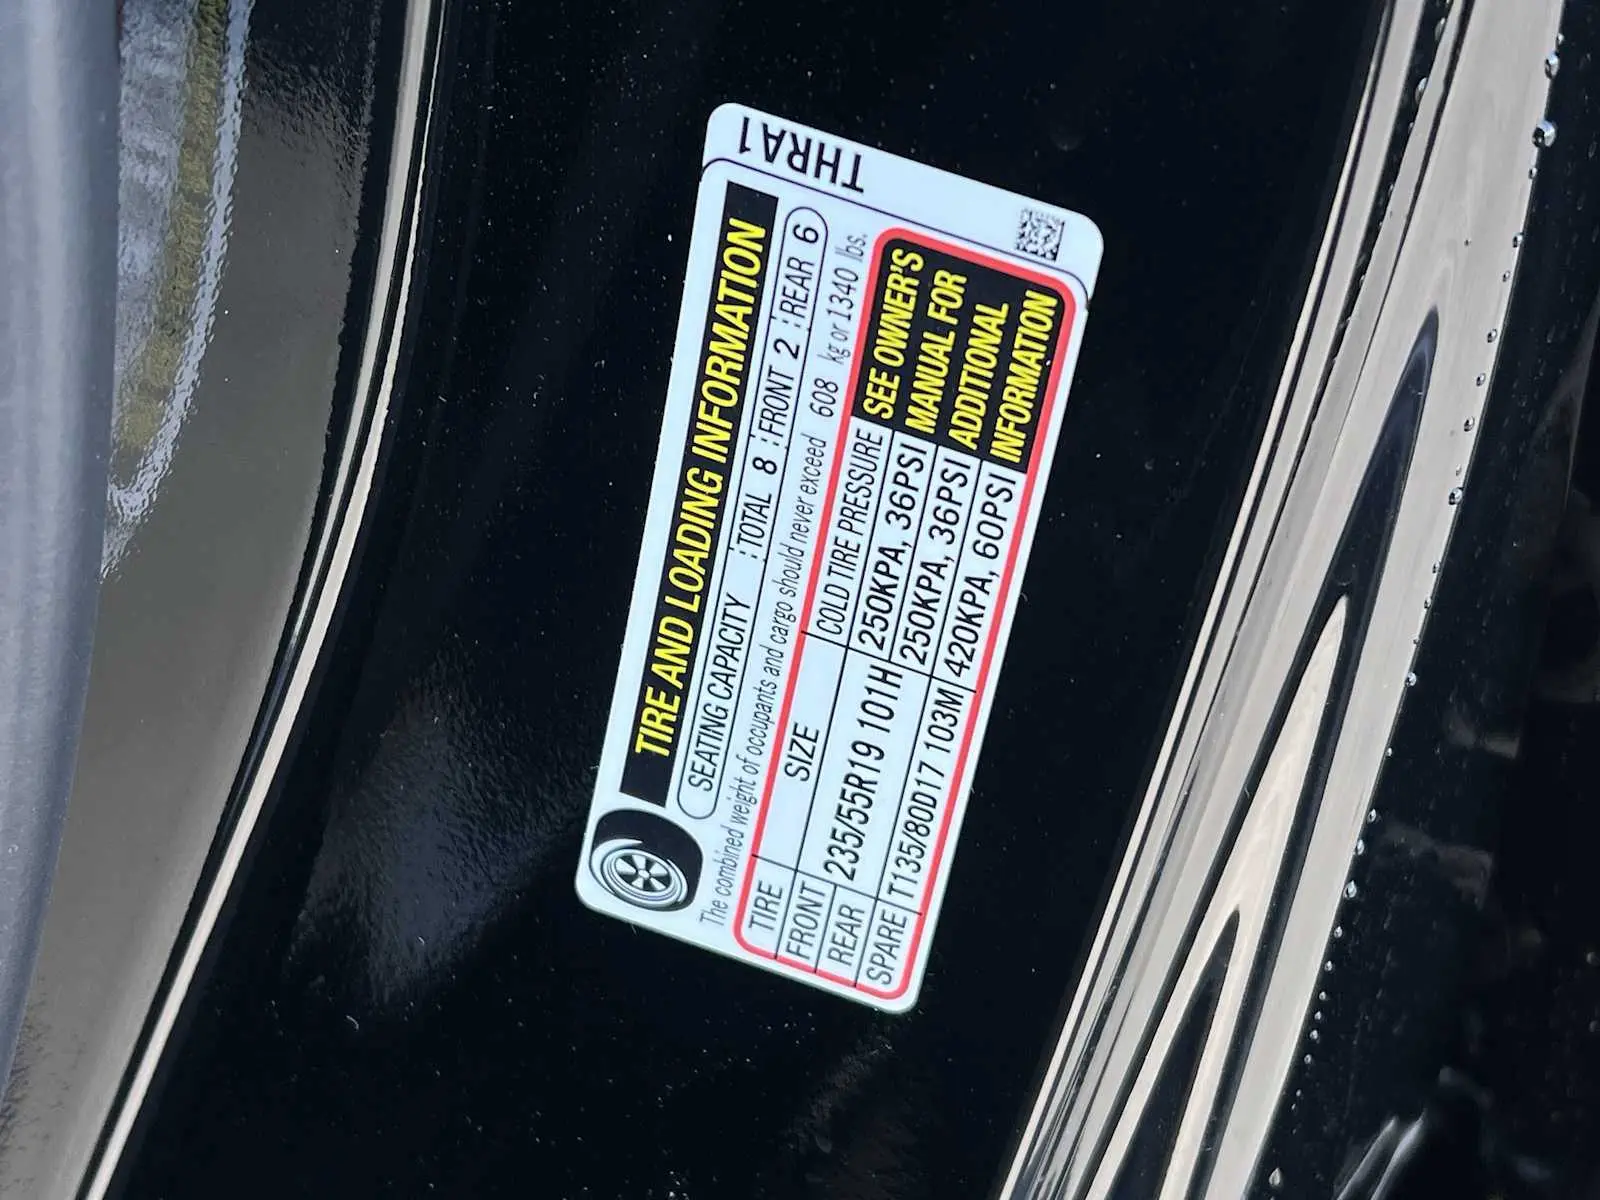 THRA1
TIRE AND LOADING INFORMATION
SEATING CAPACITY TOTAL 8 FRONT 2 REAR 6
The combined weight of occupants and cargo should never exceed 608 kg or 1340 lbs.
TIRE SIZE COLD TIRE PRESSURE
FRONT 235/55R19 101H 250KPA, 36PSI
REAR 250KPA, 36PSI
SPARE T135/80D17 103M 420KPA, 60PSI
SEE OWNER'S
MANUAL FOR
ADDITIONAL
INFORMATION